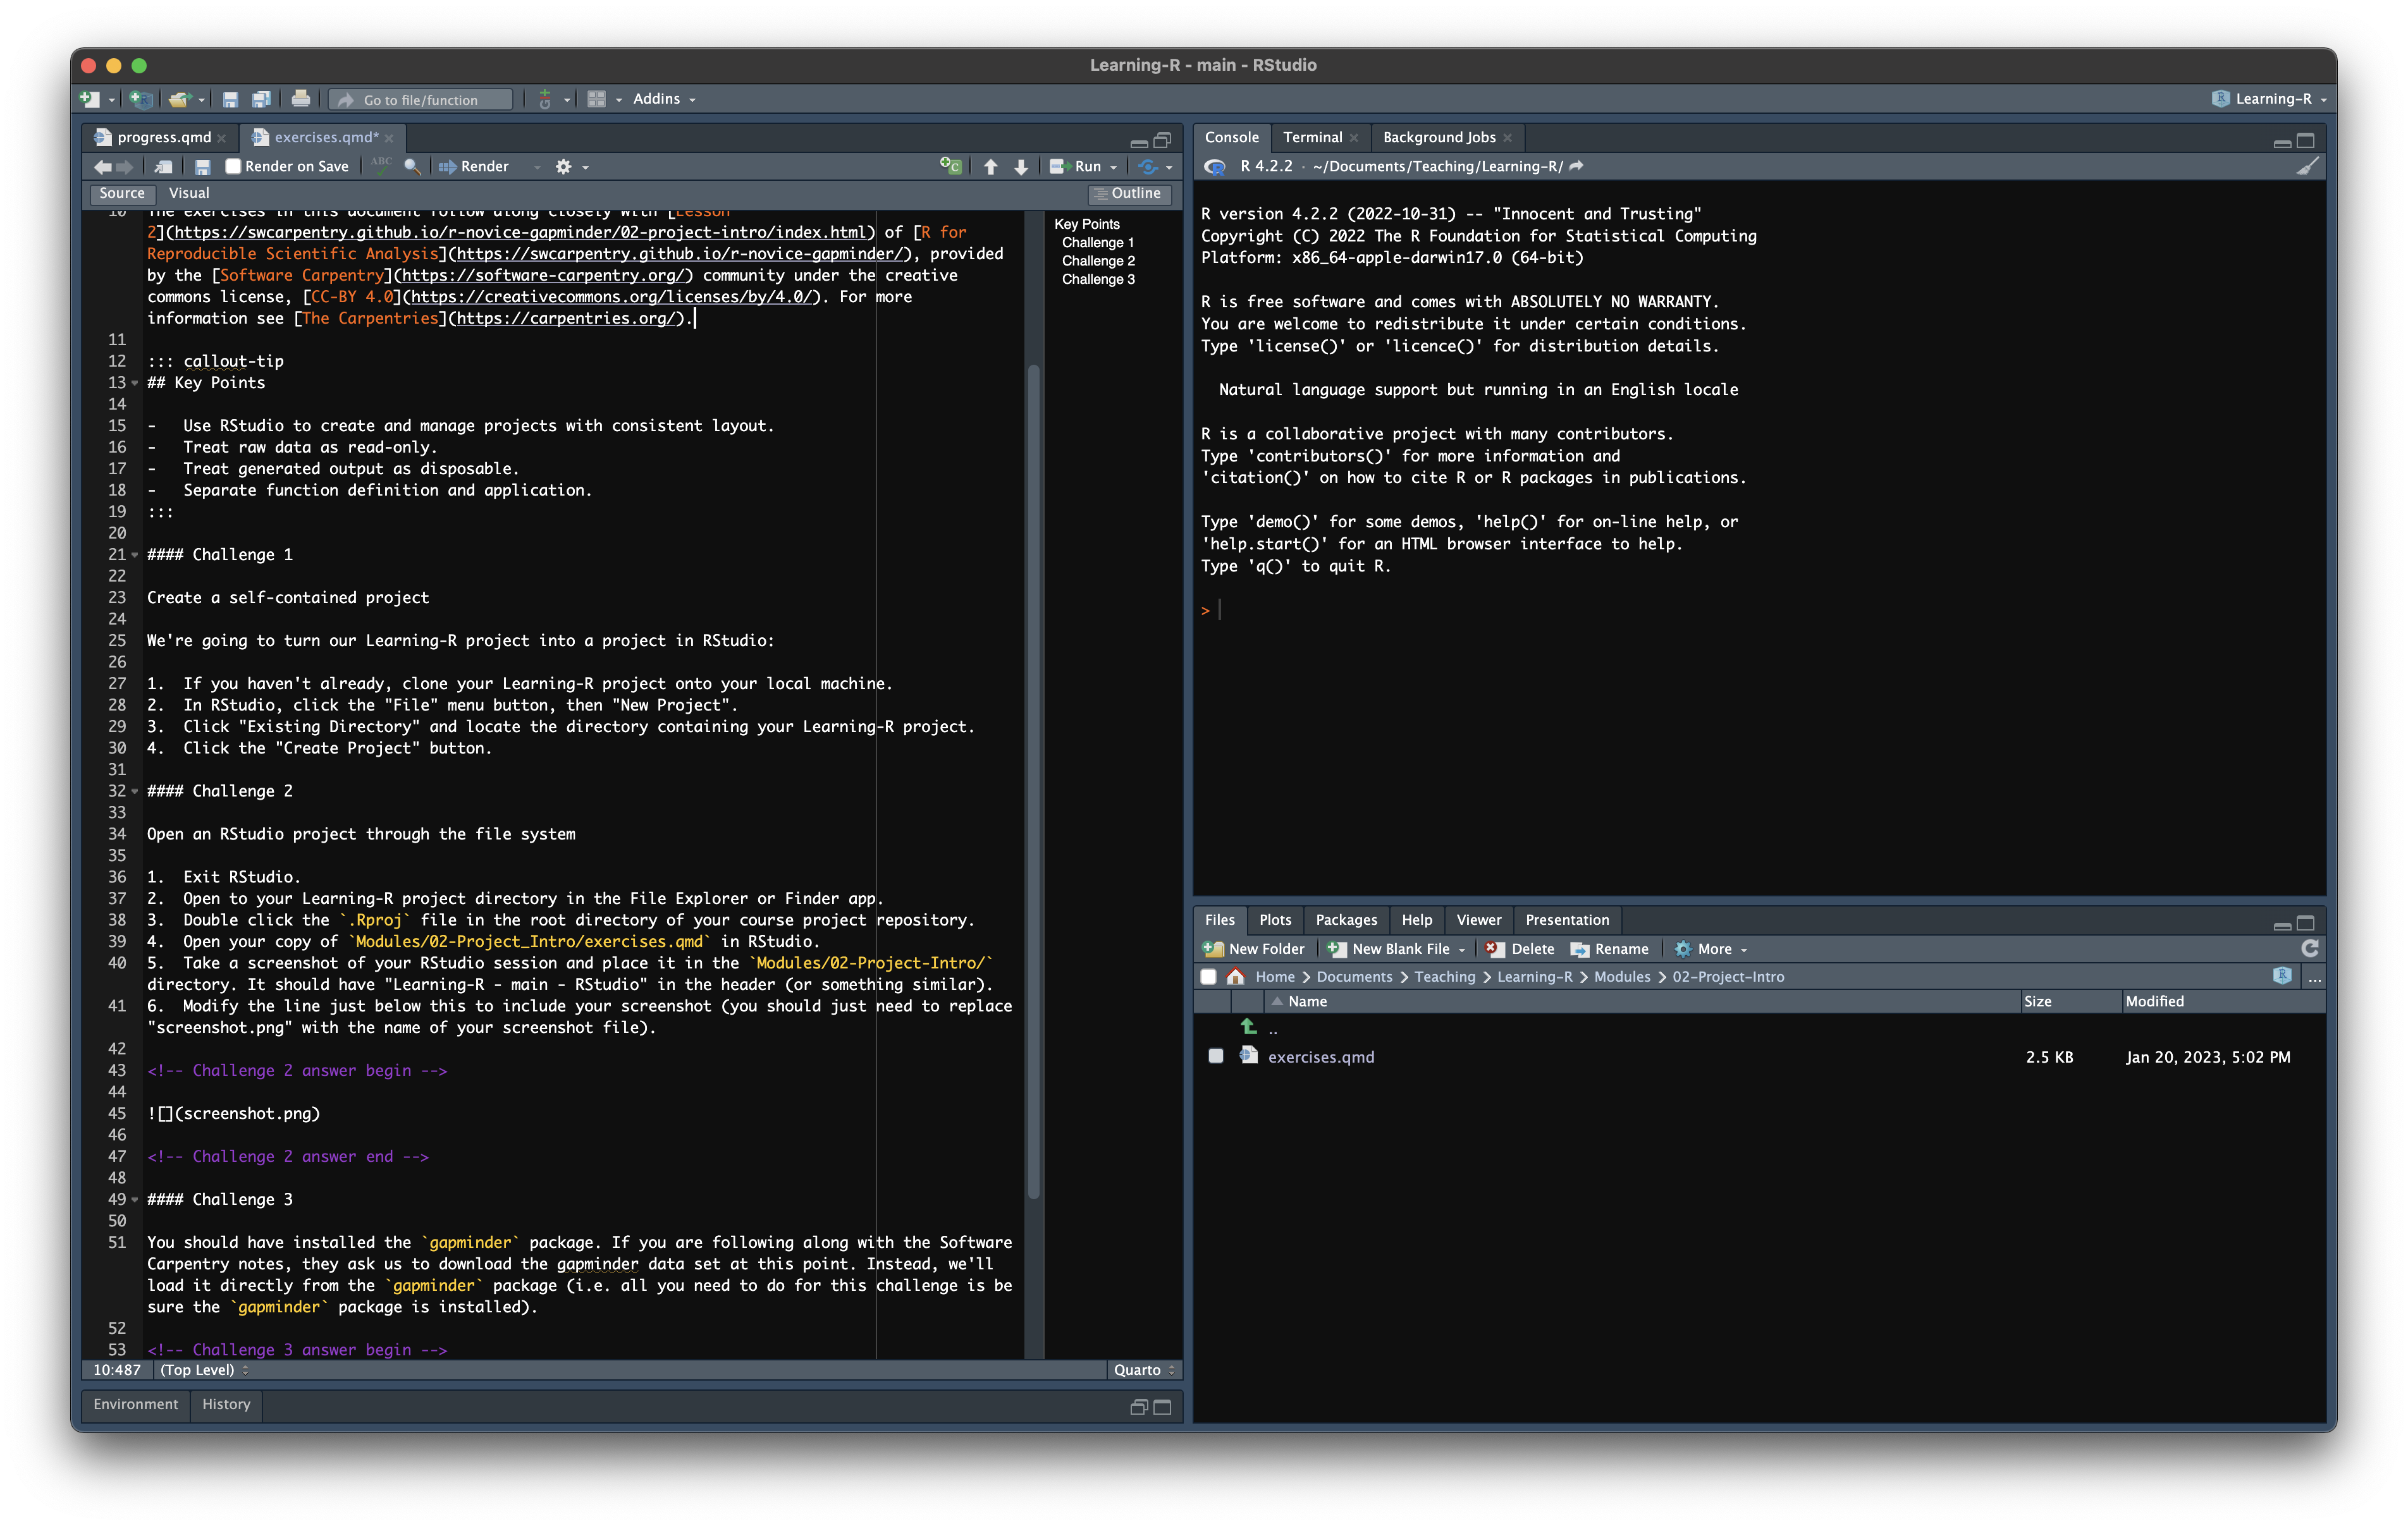 Learning-R - main - RStudio
Go to file/function
Addins
Learning-R
progress.qmd
exercises.qmd*
Render on Save
ABC
Render
Run
Source
Visual
Outline
10 The exercises in this document follow along closely with [Lesson
2](https://swcarpentry.github.io/r-novice-gapminder/02-project-intro/index.html) of [R for
Reproducible Scientific Analysis](https://swcarpentry.github.io/r-novice-gapminder/), provided
by the [Software Carpentry](https://software-carpentry.org/) community under the creative
commons license, [CC-BY 4.0](https://creativecommons.org/licenses/by/4.0/). For more
information see [The Carpentries](https://carpentries.org/).
11
12 ::: callout-tip
13 ## Key Points
14
15 -   Use RStudio to create and manage projects with consistent layout.
16 -   Treat raw data as read-only.
17 -   Treat generated output as disposable.
18 -   Separate function definition and application.
19 :::
20
21 #### Challenge 1
22
23 Create a self-contained project
24
25 We're going to turn our Learning-R project into a project in RStudio:
26
27 1.  If you haven't already, clone your Learning-R project onto your local machine.
28 2.  In RStudio, click the "File" menu button, then "New Project".
29 3.  Click "Existing Directory" and locate the directory containing your Learning-R project.
30 4.  Click the "Create Project" button.
31
32 #### Challenge 2
33
34 Open an RStudio project through the file system
35
36 1.  Exit RStudio.
37 2.  Open to your Learning-R project directory in the File Explorer or Finder app.
38 3.  Double click the `.Rproj` file in the root directory of your course project repository.
39 4.  Open your copy of `Modules/02-Project_Intro/exercises.qmd` in RStudio.
40 5.  Take a screenshot of your RStudio session and place it in the `Modules/02-Project-Intro/`
directory. It should have "Learning-R - main - RStudio" in the header (or something similar).
41 6.  Modify the line just below this to include your screenshot (you should just need to replace
"screenshot.png" with the name of your screenshot file).
42
43 <!-- Challenge 2 answer begin -->
44
45 ![](screenshot.png)
46
47 <!-- Challenge 2 answer end -->
48
49 #### Challenge 3
50
51 You should have installed the `gapminder` package. If you are following along with the Software
Carpentry notes, they ask us to download the gapminder data set at this point. Instead, we'll
load it directly from the `gapminder` package (i.e. all you need to do for this challenge is be
sure the `gapminder` package is installed).
52
53 <!-- Challenge 3 answer begin -->
Key Points
Challenge 1
Challenge 2
Challenge 3
10:487 (Top Level)
Quarto
Environment
History
Console
Terminal
Background Jobs
R 4.2.2 · ~/Documents/Teaching/Learning-R/
R version 4.2.2 (2022-10-31) -- "Innocent and Trusting"
Copyright (C) 2022 The R Foundation for Statistical Computing
Platform: x86_64-apple-darwin17.0 (64-bit)
R is free software and comes with ABSOLUTELY NO WARRANTY.
You are welcome to redistribute it under certain conditions.
Type 'license()' or 'licence()' for distribution details.
Natural language support but running in an English locale
R is a collaborative project with many contributors.
Type 'contributors()' for more information and
'citation()' on how to cite R or R packages in publications.
Type 'demo()' for some demos, 'help()' for on-line help, or
'help.start()' for an HTML browser interface to help.
Type 'q()' to quit R.
>
Files
Plots
Packages
Help
Viewer
Presentation
New Folder
New Blank File
Delete
Rename
More
Home > Documents > Teaching > Learning-R > Modules > 02-Project-Intro
...
Name
Size
Modified
..
exercises.qmd
2.5 KB
Jan 20, 2023, 5:02 PM